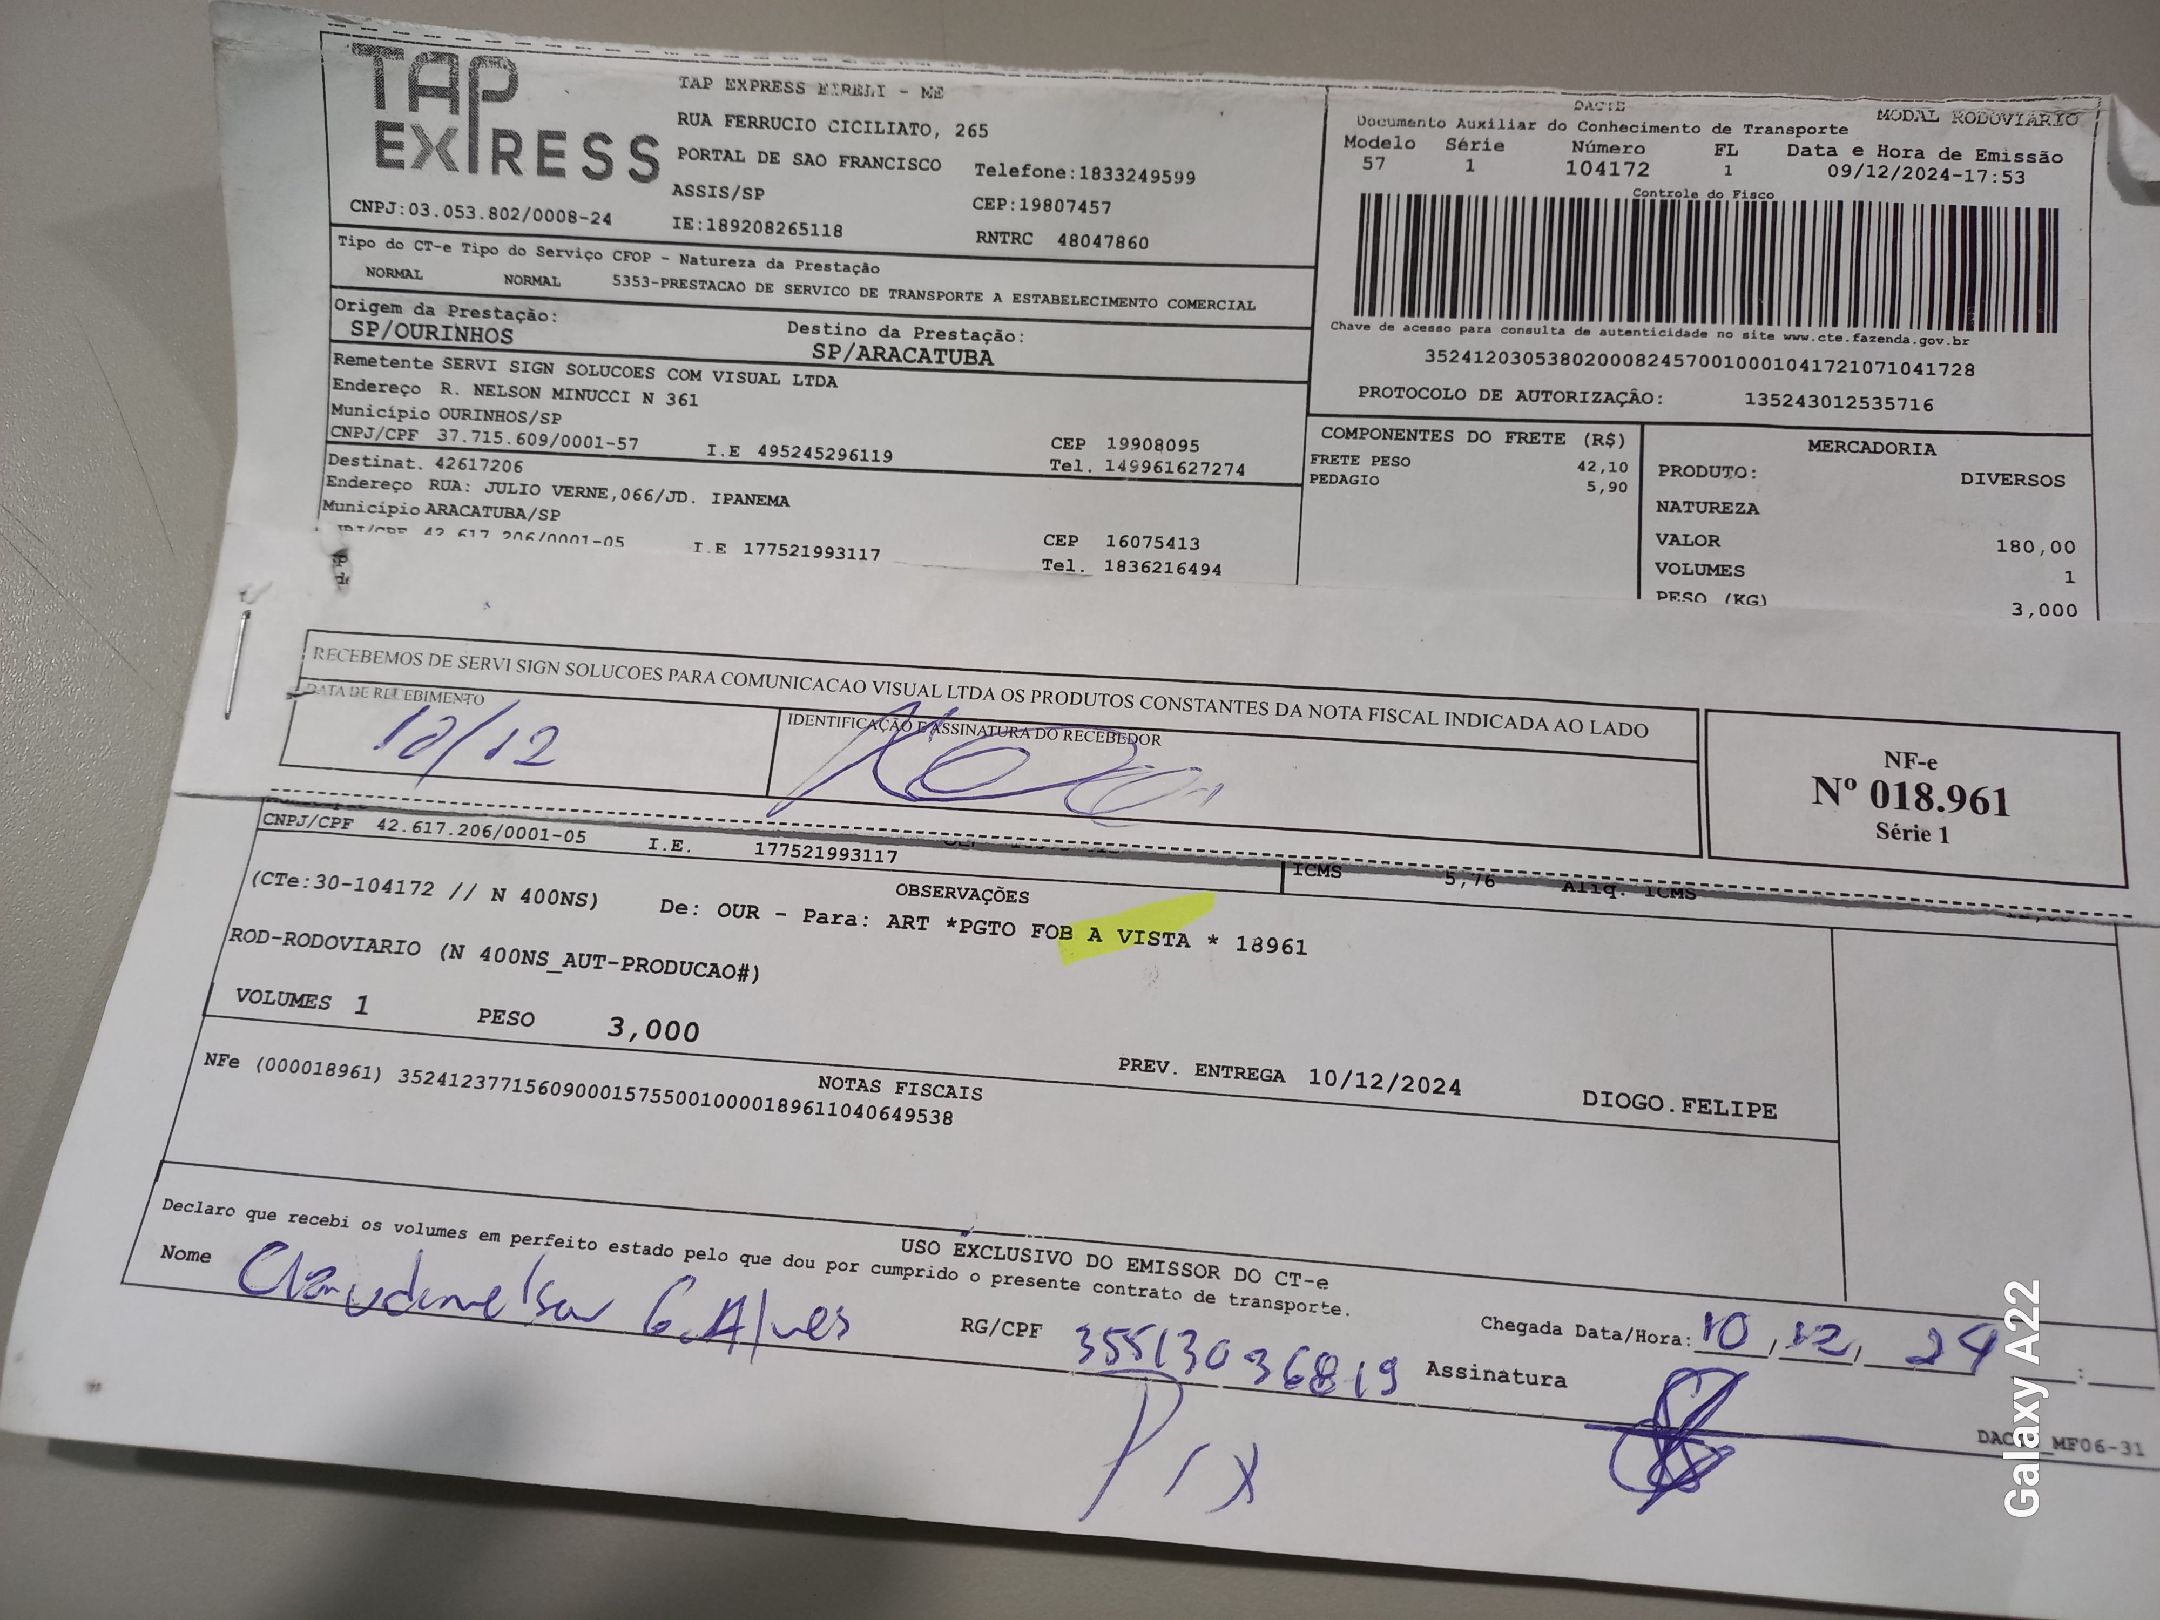 TAP EXPRESS
TAP EXPRESS EIRELI - ME
RUA FERRUCIO CICILIATO, 265
PORTAL DE SAO FRANCISCO Telefone:1833249599
ASSIS/SP CEP:19807457
CNPJ:03.053.802/0008-24 IE:189208265118 RNTRC 48047860
DACTE MODAL RODOVIÁRIO
Documento Auxiliar do Conhecimento de Transporte
Modelo Série Número FL Data e Hora de Emissão
57 1 104172 1 09/12/2024-17:53
Controle do Fisco
Chave de acesso para consulta de autenticidade no site www.cte.fazenda.gov.br
35241203053802000824570010001041721071041728
PROTOCOLO DE AUTORIZAÇÃO: 135243012535716
Tipo do CT-e Tipo do Serviço CFOP - Natureza da Prestação
NORMAL NORMAL 5353-PRESTACAO DE SERVICO DE TRANSPORTE A ESTABELECIMENTO COMERCIAL
Origem da Prestação: Destino da Prestação:
SP/OURINHOS SP/ARACATUBA
Remetente SERVI SIGN SOLUCOES COM VISUAL LTDA
Endereço R. NELSON MINUCCI N 361
Município OURINHOS/SP CEP 19908095
CNPJ/CPF 37.715.609/0001-57 I.E 495245296119 Tel. 149961627274
Destinat. 42617206
Endereço RUA: JULIO VERNE,066/JD. IPANEMA
Município ARACATUBA/SP CEP 16075413
42.617.206/0001-05 I.E 177521993117 Tel. 1836216494
COMPONENTES DO FRETE (R$)
FRETE PESO 42,10
PEDAGIO 5,90
MERCADORIA
PRODUTO: DIVERSOS
NATUREZA
VALOR 180,00
VOLUMES 1
PESO (KG) 3,000
RECEBEMOS DE SERVI SIGN SOLUCOES PARA COMUNICACAO VISUAL LTDA OS PRODUTOS CONSTANTES DA NOTA FISCAL INDICADA AO LADO
DATA DE RECEBIMENTO IDENTIFICAÇÃO E ASSINATURA DO RECEBEDOR
10/12
NF-e
Nº 018.961
Série 1
CNPJ/CPF 42.617.206/0001-05 I.E. 177521993117 ICMS 5,76 Aliq. ICMS
OBSERVAÇÕES
(CTe:30-104172 // N 400NS) De: OUR - Para: ART *PGTO FOB A VISTA * 18961
ROD-RODOVIARIO (N 400NS_AUT-PRODUCAO#)
VOLUMES 1 PESO 3,000 PREV. ENTREGA 10/12/2024 DIOGO.FELIPE
NOTAS FISCAIS
NFe (000018961) 35241237715609000157550010000189611040649538
USO EXCLUSIVO DO EMISSOR DO CT-e
Declaro que recebi os volumes em perfeito estado pelo que dou por cumprido o presente contrato de transporte.
Nome Claudinelson G. Alves RG/CPF 35513036819 Assinatura Chegada Data/Hora: 10, 12, 24 :
Pix
MF06-31
Galaxy A22